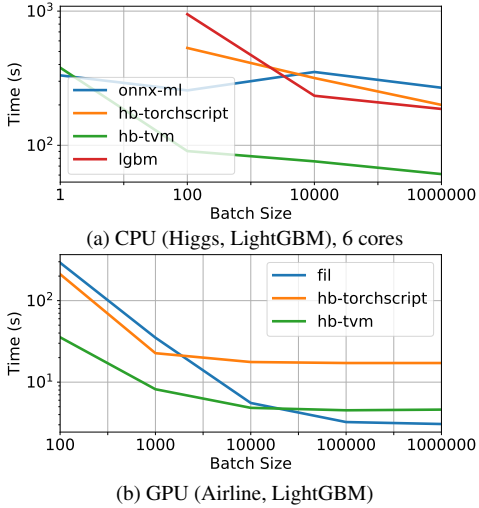 10³
10²
Time (s)
onnx-ml
hb-torchscript
hb-tvm
lgbm
1 100 10000 1000000
Batch Size
(a) CPU (Higgs, LightGBM), 6 cores
10²
10¹
Time (s)
fil
hb-torchscript
hb-tvm
100 1000 10000 100000 1000000
Batch Size
(b) GPU (Airline, LightGBM)